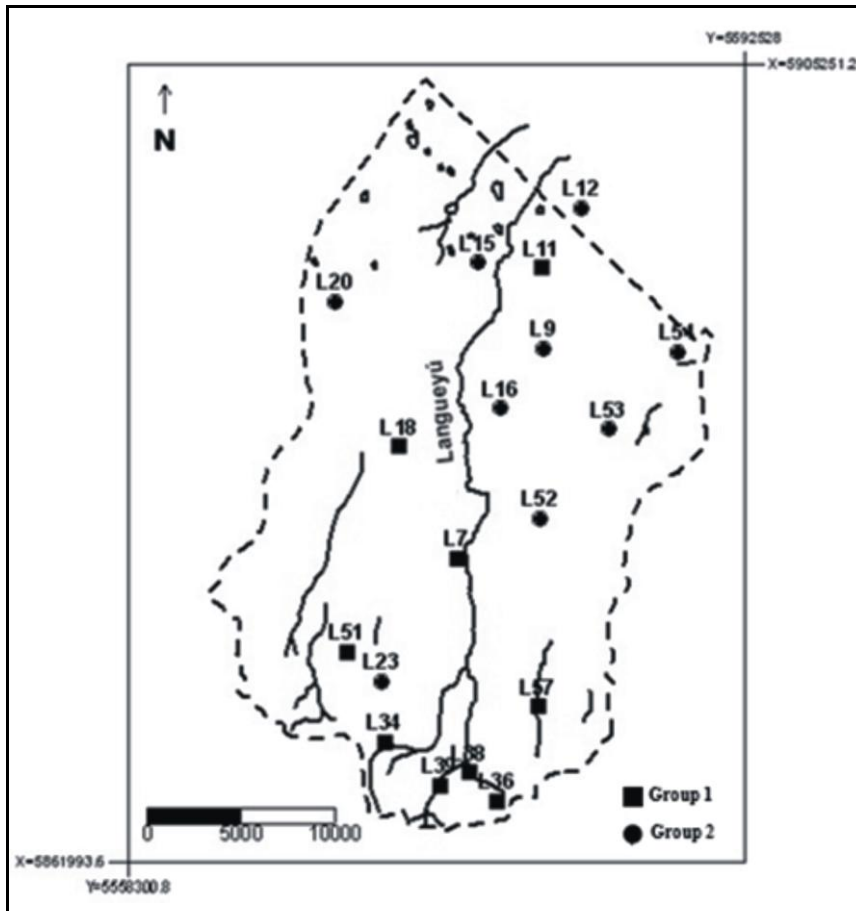 Y=5592528
X=5905251.2
N
L12
L15
L11
L20
L9
L54
L16
L53
L18
Langueyú
L52
L7
L51
L23
L57
L34
L38
L39
L36
Group 1
Group 2
0 5000 10000
X=5861993.6
Y=5558300.8